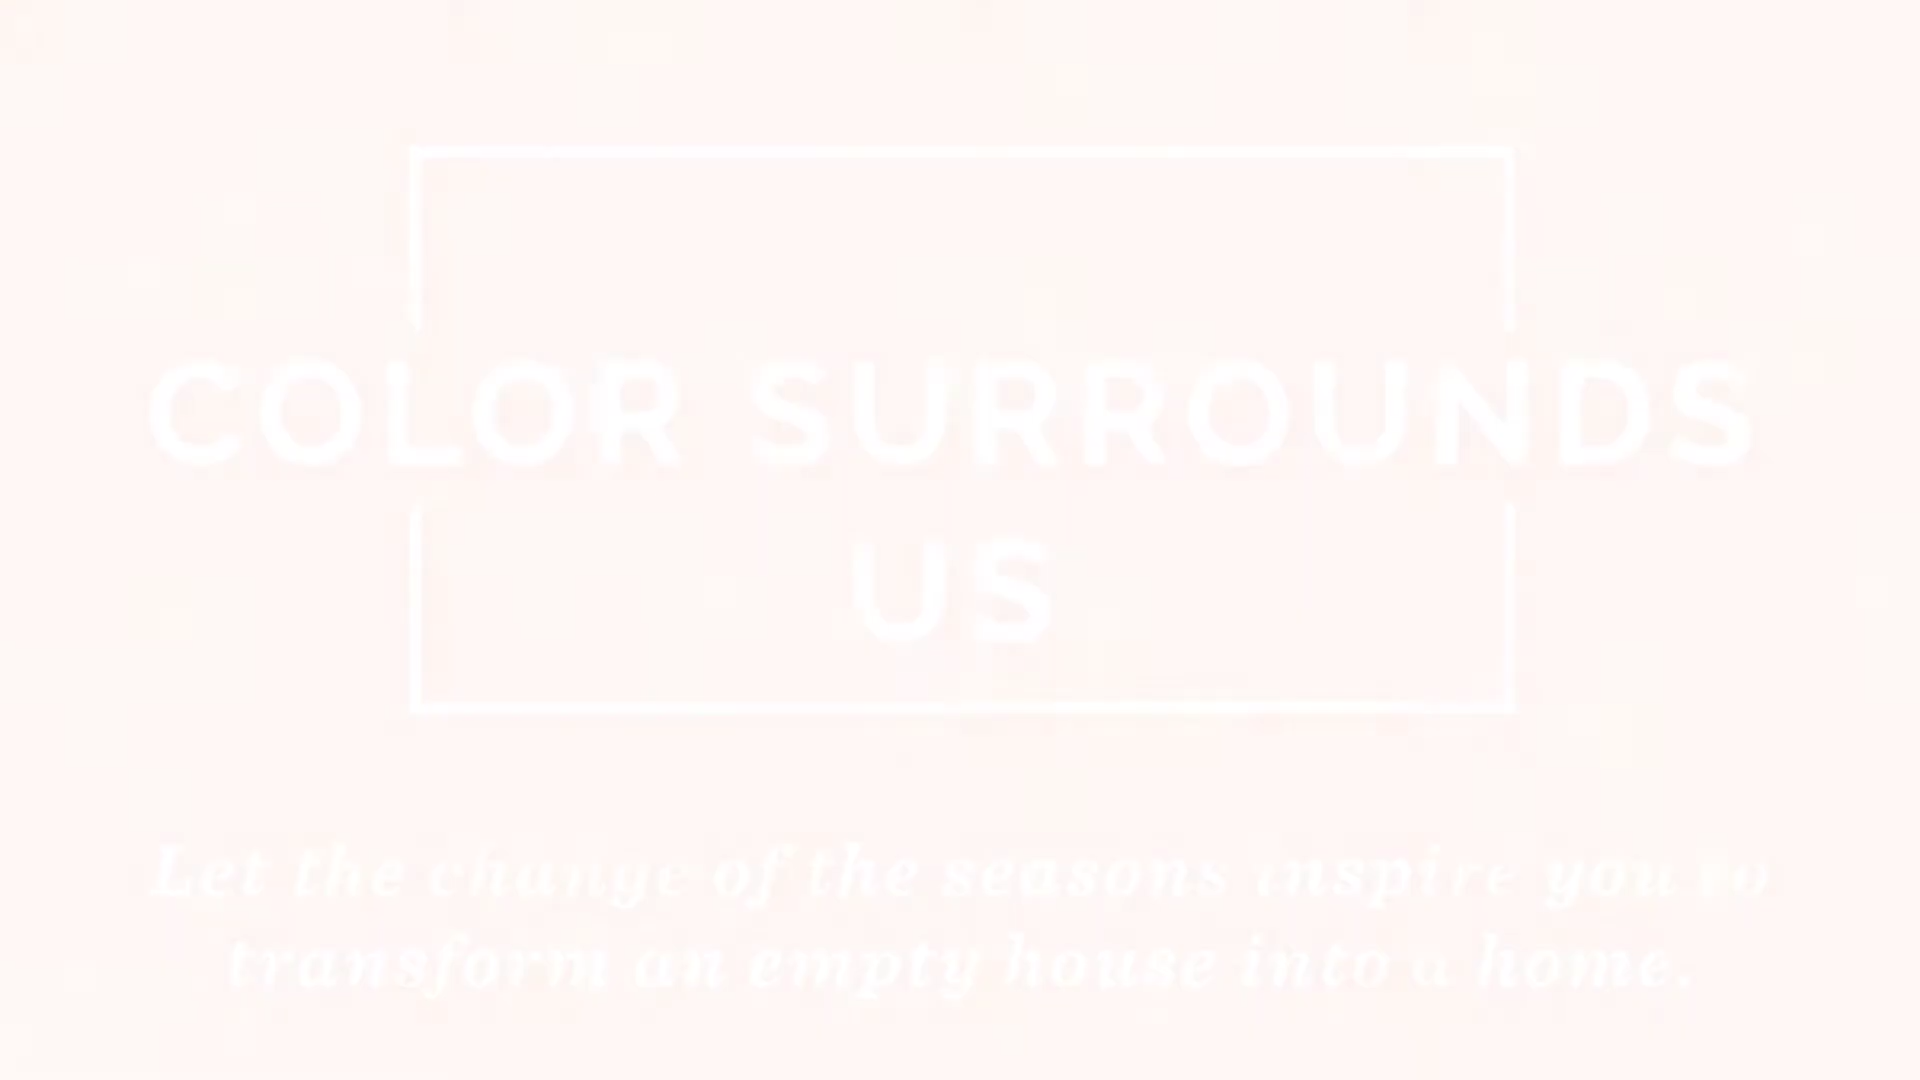 COLOR SURROUNDS
US
Let the change of the seasons inspire you to
transform an empty house into a home.